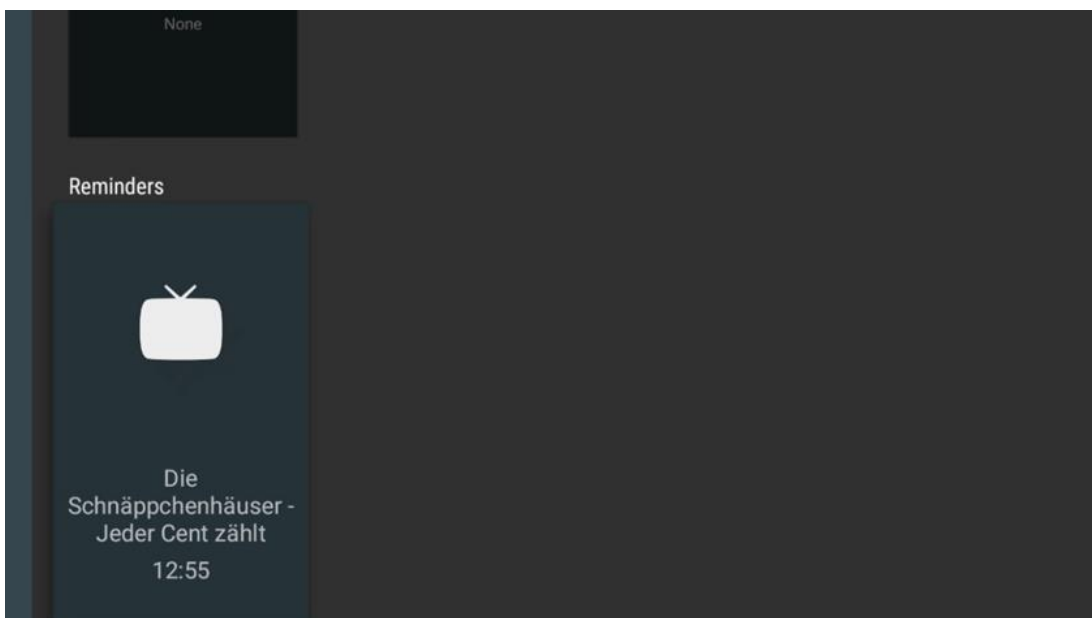 None
Reminders
Die
Schnäppchenhäuser -
Jeder Cent zählt
12:55